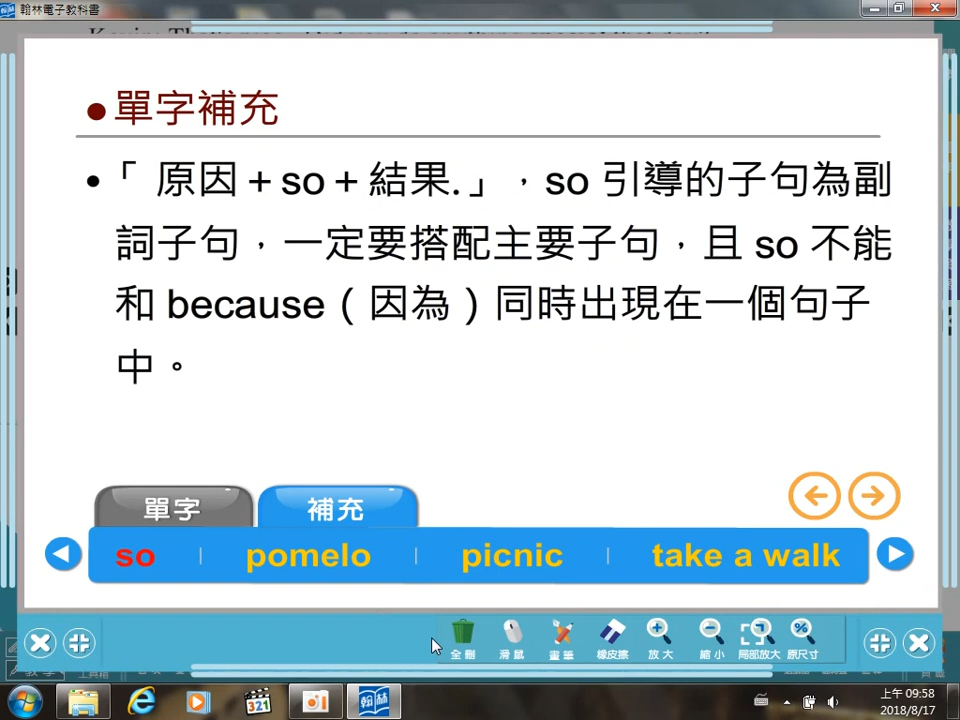 翰林電子教科書
●單字補充
•「 原因＋so＋結果.」，so 引導的子句為副
詞子句，一定要搭配主要子句，且 so 不能
和 because（因為）同時出現在一個句子
中。
單字 補充
so | pomelo | picnic | take a walk
全刪 滑鼠 畫筆 橡皮擦 放大 縮小 局部放大 原尺寸
321 翰林
上午 09:58
2018/8/17